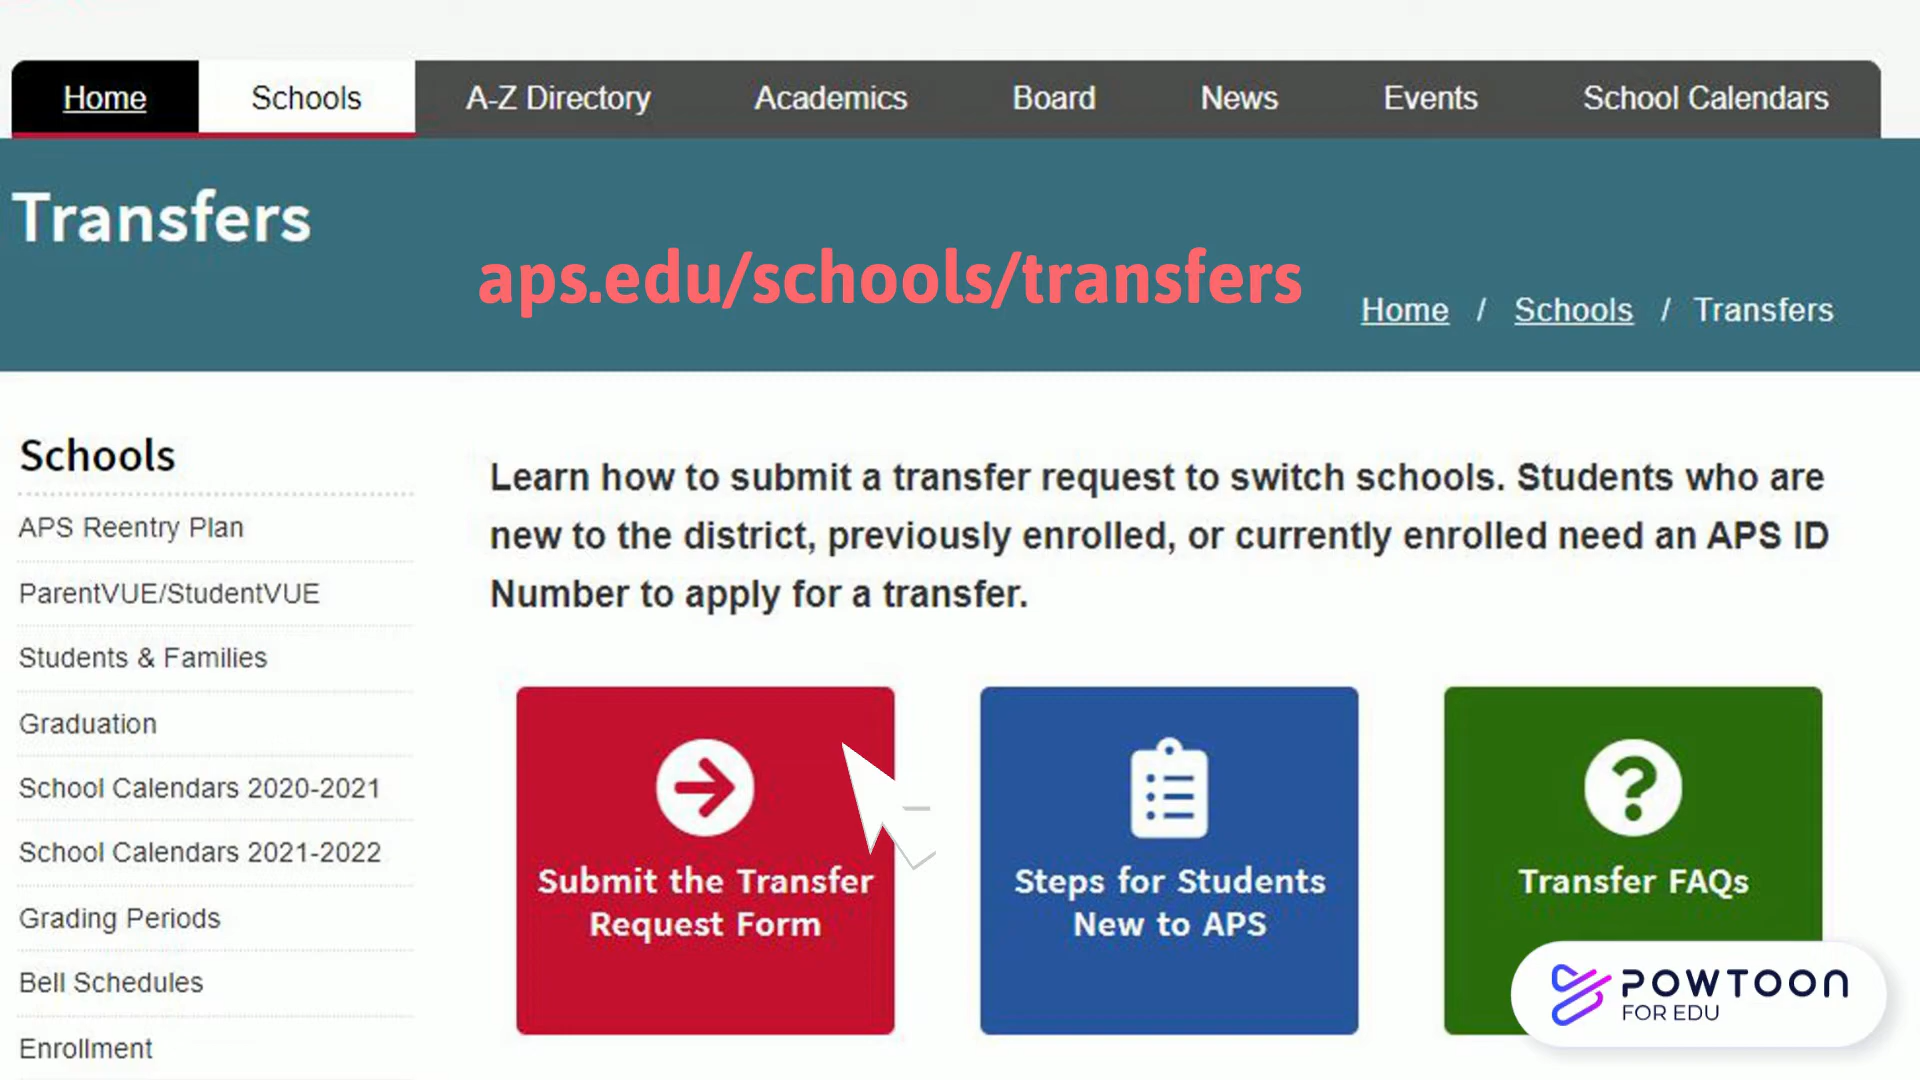 Home Schools A-Z Directory Academics Board News Events School Calendars
Transfers
aps.edu/schools/transfers
Home / Schools / Transfers
Schools
APS Reentry Plan
ParentVUE/StudentVUE
Students & Families
Graduation
School Calendars 2020-2021
School Calendars 2021-2022
Grading Periods
Bell Schedules
Enrollment
Learn how to submit a transfer request to switch schools. Students who are
new to the district, previously enrolled, or currently enrolled need an APS ID
Number to apply for a transfer.
Submit the Transfer
Request Form
Steps for Students
New to APS
Transfer FAQs
POWTOON
FOR EDU